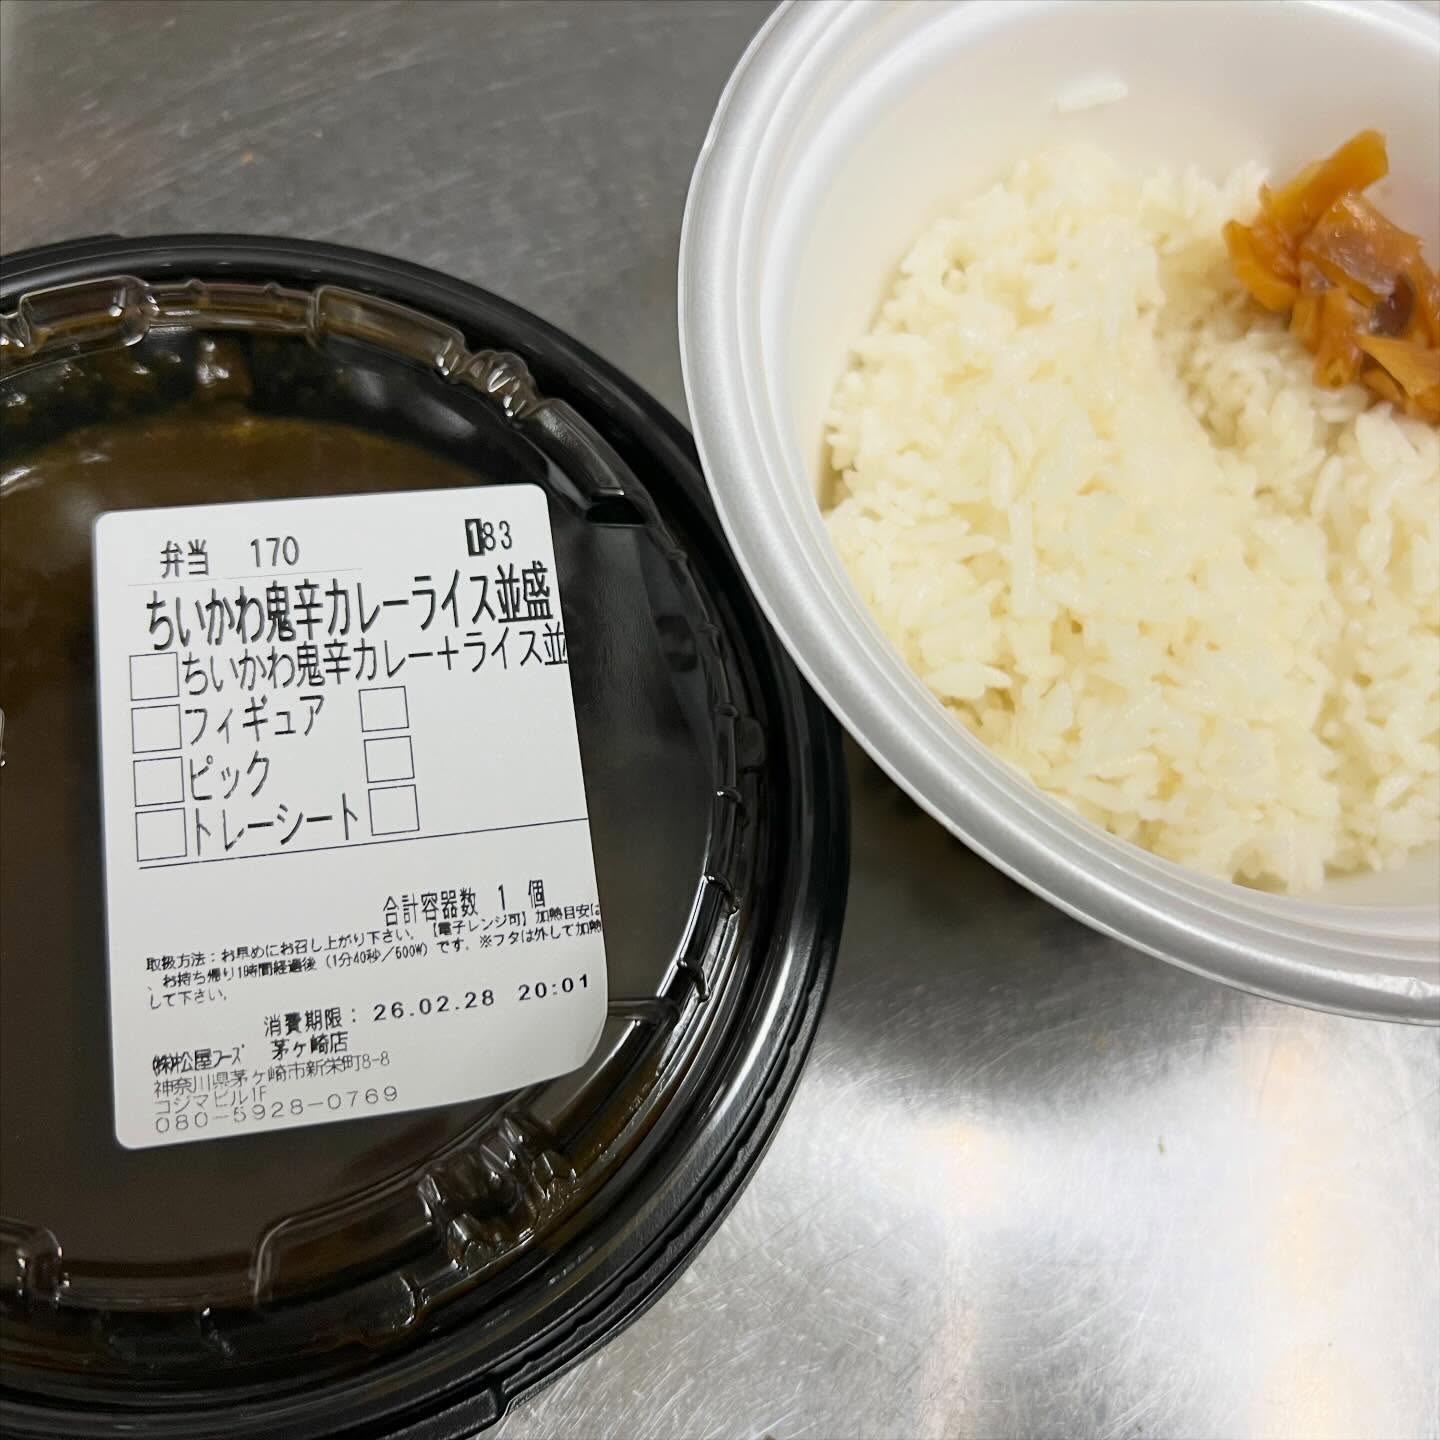 弁当 170 183
ちいかわ鬼辛カレーライス並盛
ちいかわ鬼辛カレー+ライス並
フィギュア
ピック
トレーシート
合計容器数 1 個
取扱方法:お早めにお召し上がり下さい。【電子レンジ可】加熱目安は
、お持ち帰り1時間経過後(1分40秒/600W)です。※フタは外して加熱
して下さい。
消費期限: 26.02.28 20:01
㈱松屋フーズ 茅ヶ崎店
神奈川県茅ヶ崎市新栄町8-8
コジマビル1F
080-5928-0769